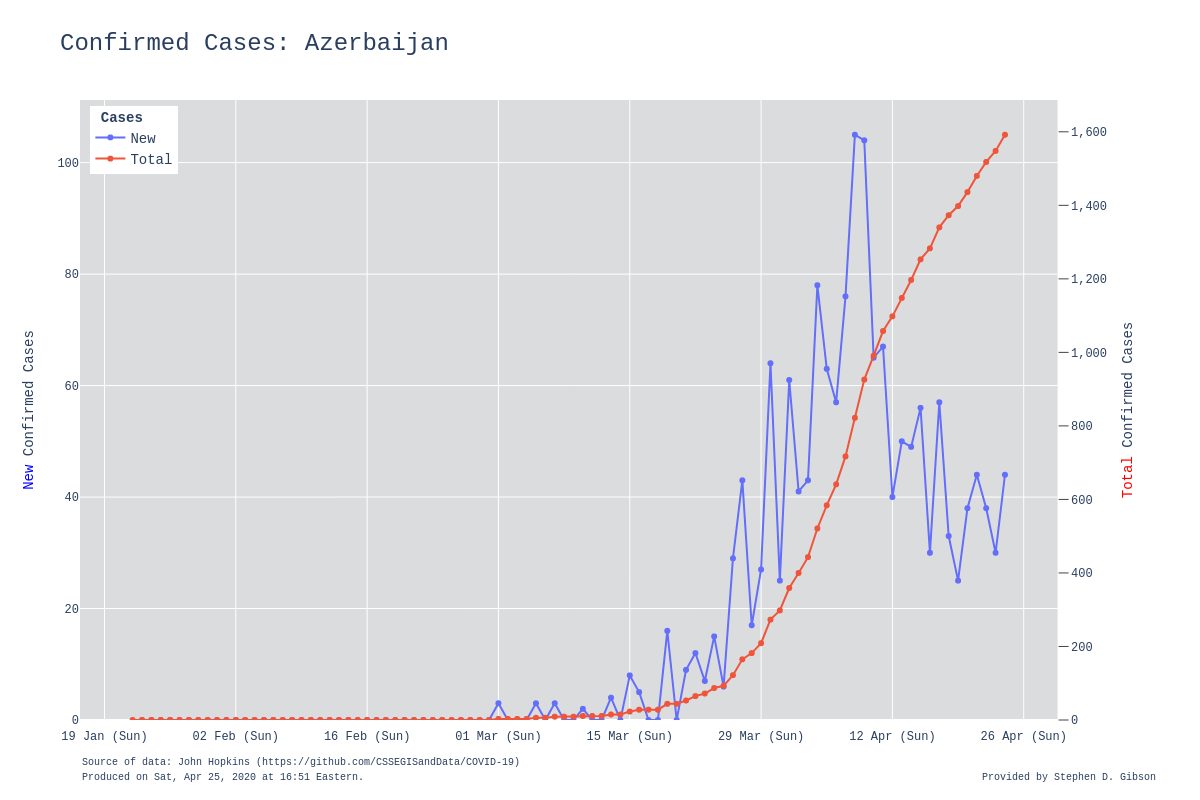 Confirmed Cases: Azerbaijan
Cases
New
Total
100
80
60
40
20
0
1,600
1,400
1,200
1,000
800
600
400
200
0
New Confirmed Cases
Total Confirmed Cases
19 Jan (Sun)
02 Feb (Sun)
16 Feb (Sun)
01 Mar (Sun)
15 Mar (Sun)
29 Mar (Sun)
12 Apr (Sun)
26 Apr (Sun)
Source of data: John Hopkins (https://github.com/CSSEGISandData/COVID-19)
Produced on Sat, Apr 25, 2020 at 16:51 Eastern.
Provided by Stephen D. Gibson